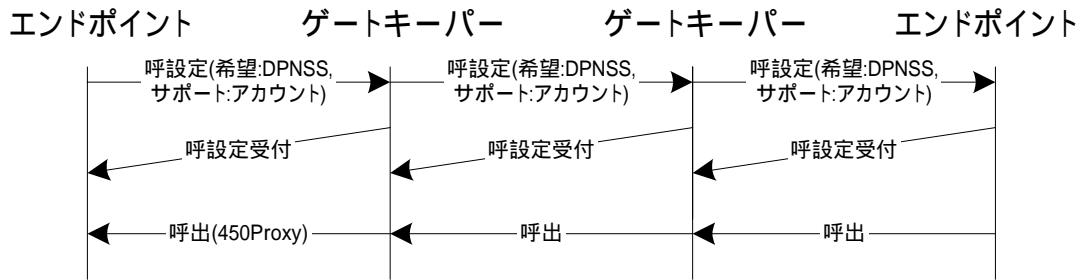 エンドポイント
ゲートキーパー
ゲートキーパー
エンドポイント
呼設定(希望:DPNSS,
サポート:アカウント)
呼設定(希望:DPNSS,
サポート:アカウント)
呼設定(希望:DPNSS,
サポート:アカウント)
呼設定受付
呼設定受付
呼設定受付
呼出(450Proxy)
呼出
呼出